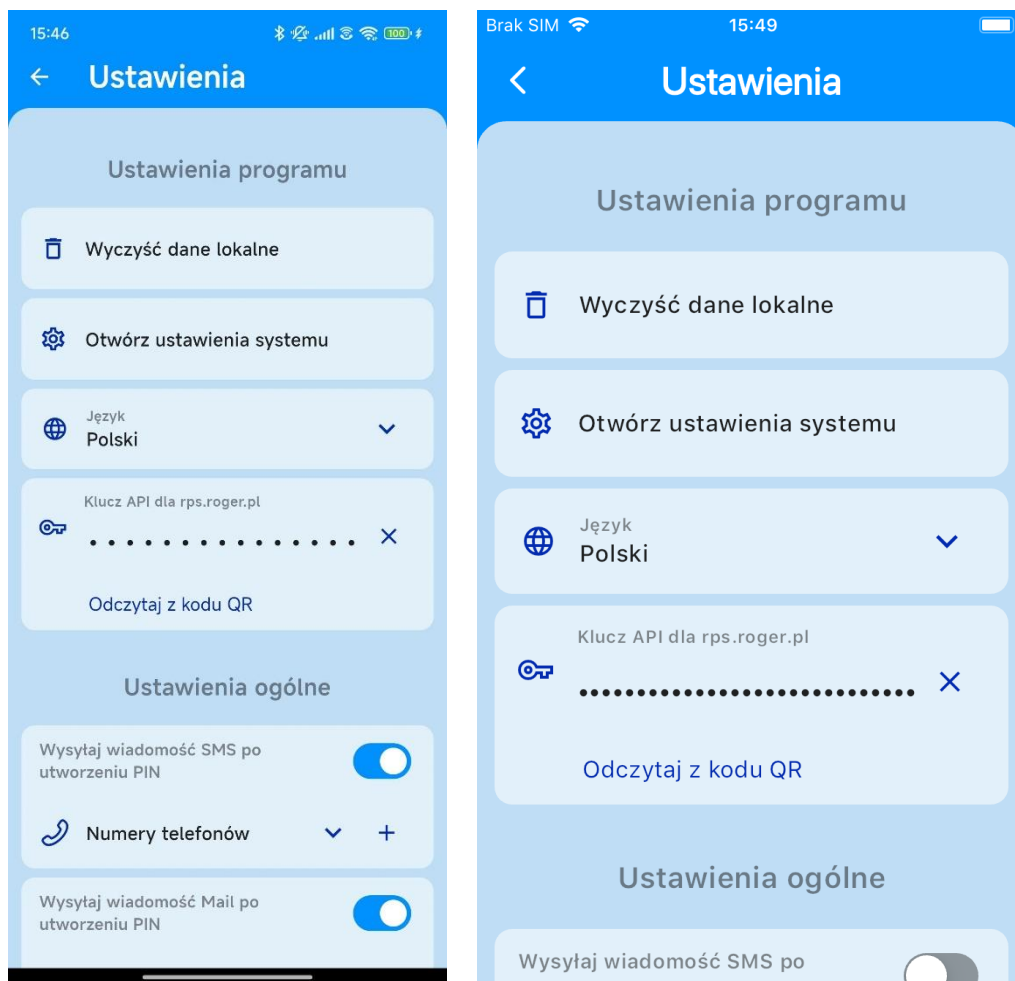 15:46
100
Ustawienia
Ustawienia programu
Wyczyść dane lokalne
Otwórz ustawienia systemu
Język
Polski
Klucz API dla rps.roger.pl
• • • • • • • • • • • • •
Odczytaj z kodu QR
Ustawienia ogólne
Wysyłaj wiadomość SMS po
utworzeniu PIN
Numery telefonów
Wysyłaj wiadomość Mail po
utworzeniu PIN
Brak SIM
15:49
Ustawienia
Ustawienia programu
Wyczyść dane lokalne
Otwórz ustawienia systemu
Język
Polski
Klucz API dla rps.roger.pl
•••••••••••••••••••••••••••••
Odczytaj z kodu QR
Ustawienia ogólne
Wysyłaj wiadomość SMS po